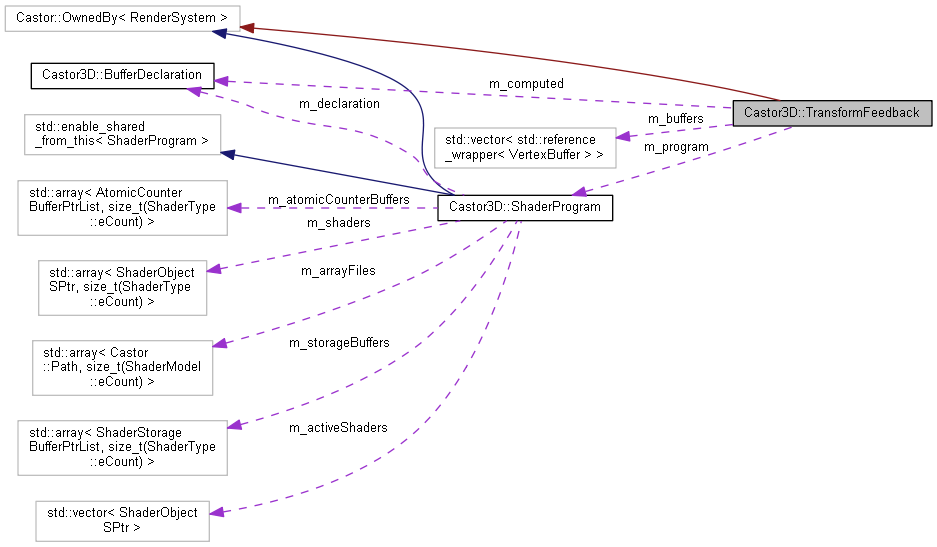 Castor::OwnedBy< RenderSystem >
Castor3D::BufferDeclaration
m_computed
m_declaration
Castor3D::TransformFeedback
m_buffers
std::enable_shared
_from_this< ShaderProgram >
std::vector< std::reference
_wrapper< VertexBuffer > >
m_program
std::array< AtomicCounter
BufferPtrList, size_t(ShaderType
::eCount) >
m_atomicCounterBuffers
Castor3D::ShaderProgram
m_shaders
std::array< ShaderObject
SPtr, size_t(ShaderType
::eCount) >
m_arrayFiles
std::array< Castor
::Path, size_t(ShaderModel
::eCount) >
m_storageBuffers
std::array< ShaderStorage
BufferPtrList, size_t(ShaderType
::eCount) >
m_activeShaders
std::vector< ShaderObject
SPtr >